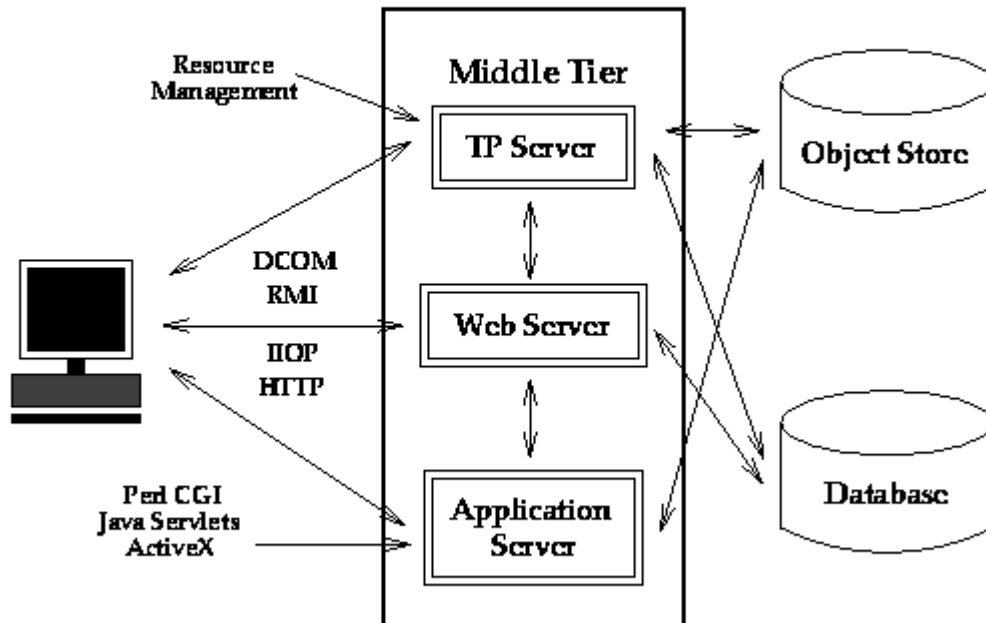 Resource
Management
Middle Tier
TP Server
Object Store
DCOM
RMI
Web Server
IIOP
HTTP
Perl CGI
Java Servlets
ActiveX
Application
Server
Database